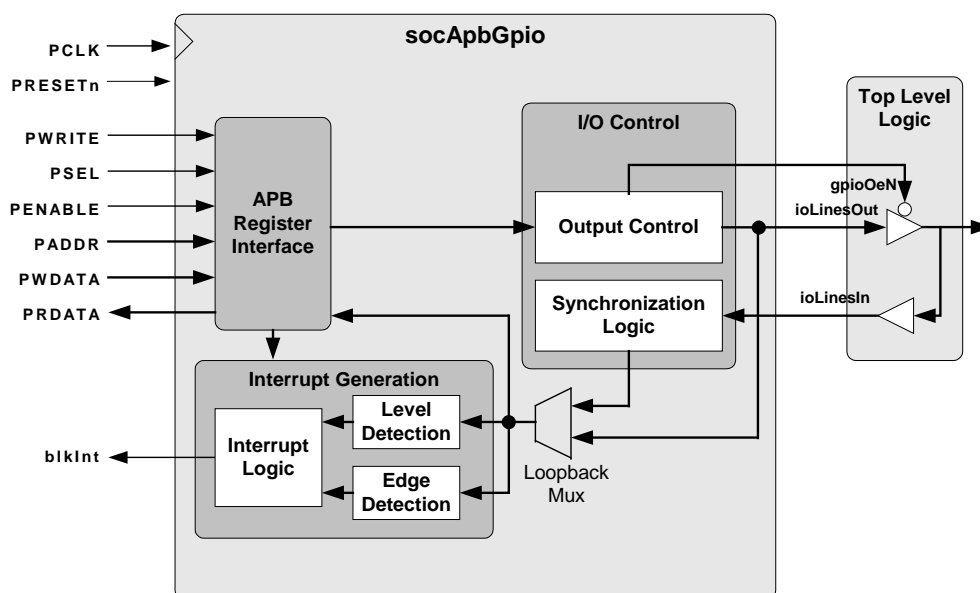 socApbGpio
PCLK
PRESETn
PWRITE
PSEL
PENABLE
PADDR
PWDATA
PRDATA
APB
Register
Interface
I/O Control
Output Control
Synchronization
Logic
Top Level
Logic
gpioOeN
ioLinesOut
ioLinesIn
Interrupt Generation
Level
Detection
Interrupt
Logic
Edge
Detection
Loopback
Mux
blkInt